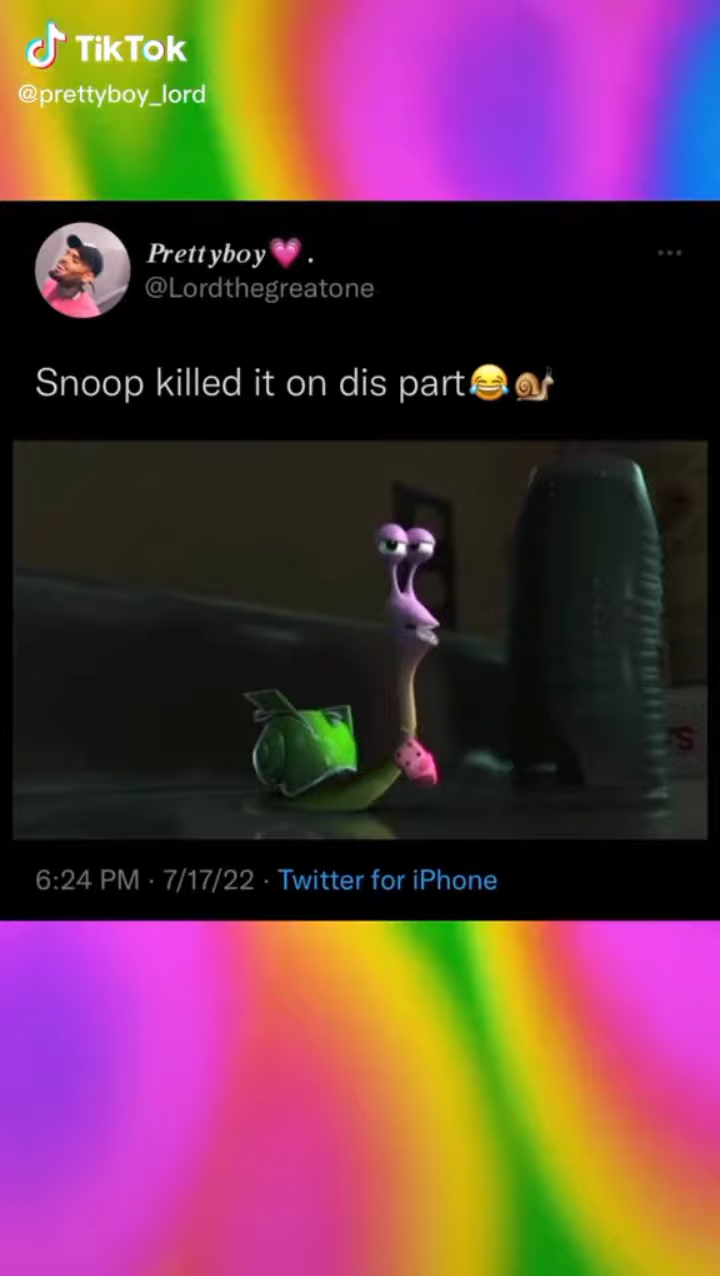 TikTok
@prettyboy_lord
Prettyboy💗.
@Lordthegreatone
Snoop killed it on dis part😂🐌
6:24 PM · 7/17/22 · Twitter for iPhone